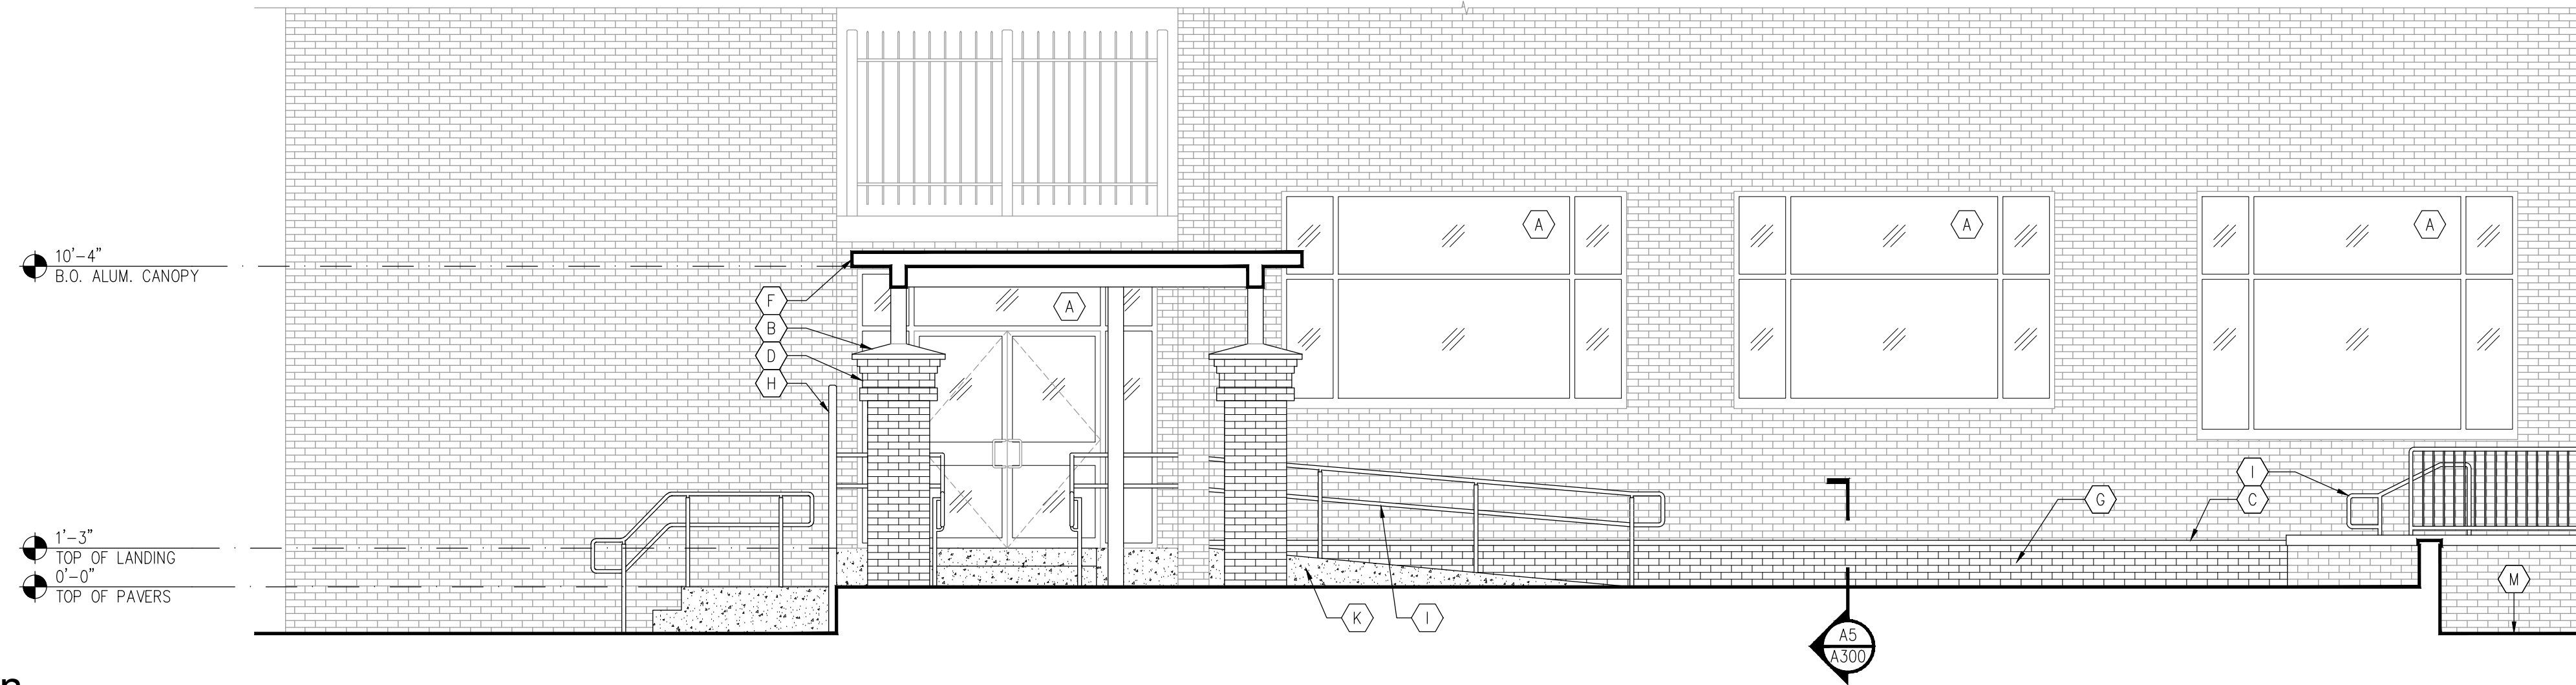 A
A
A
10'-4"
B.O. ALUM. CANOPY
F
A
B
D
H
I
G
C
1'-3"
TOP OF LANDING
0'-0"
TOP OF PAVERS
M
K
I
A5
A300